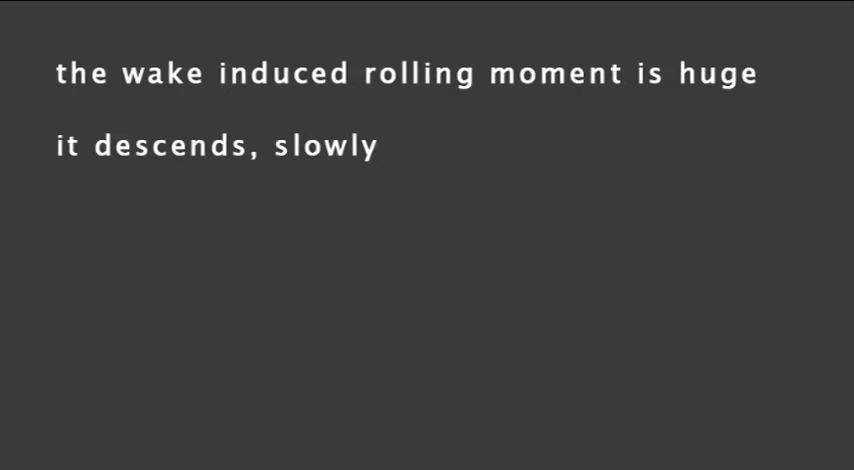 the wake induced rolling moment is huge
it descends, slowly